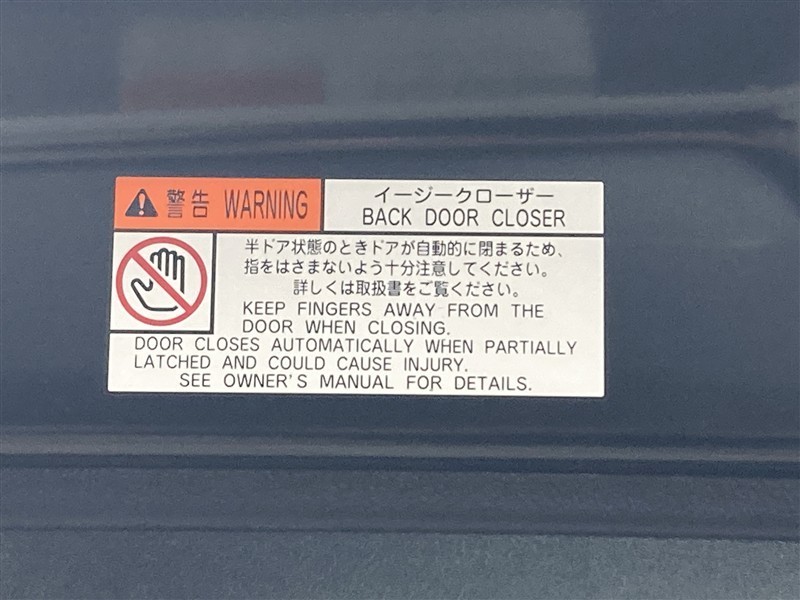 警告 WARNING
イージークローザー
BACK DOOR CLOSER
半ドア状態のときドアが自動的に閉まるため、
指をはさまないよう十分注意してください。
詳しくは取扱書をご覧ください。
KEEP FINGERS AWAY FROM THE
DOOR WHEN CLOSING.
DOOR CLOSES AUTOMATICALLY WHEN PARTIALLY
LATCHED AND COULD CAUSE INJURY.
SEE OWNER'S MANUAL FOR DETAILS.